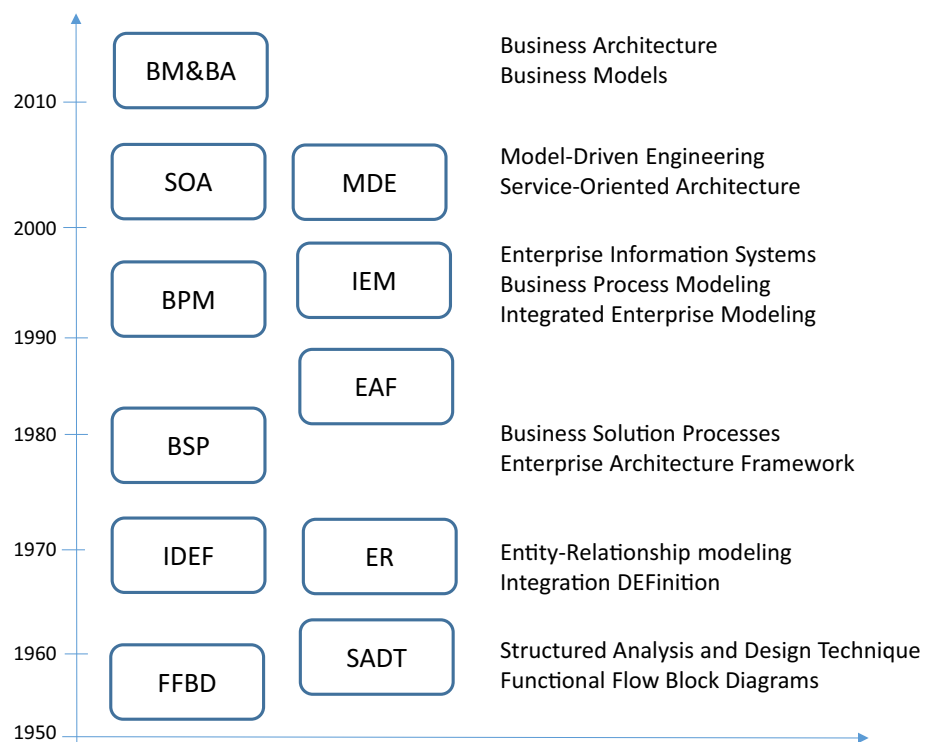 BM&BA
Business Architecture
Business Models
2010
SOA
MDE
Model-Driven Engineering
Service-Oriented Architecture
2000
BPM
IEM
Enterprise Information Systems
Business Process Modeling
Integrated Enterprise Modeling
1990
EAF
1980
BSP
Business Solution Processes
Enterprise Architecture Framework
1970
IDEF
ER
Entity-Relationship modeling
Integration DEFinition
1960
FFBD
SADT
Structured Analysis and Design Technique
Functional Flow Block Diagrams
1950